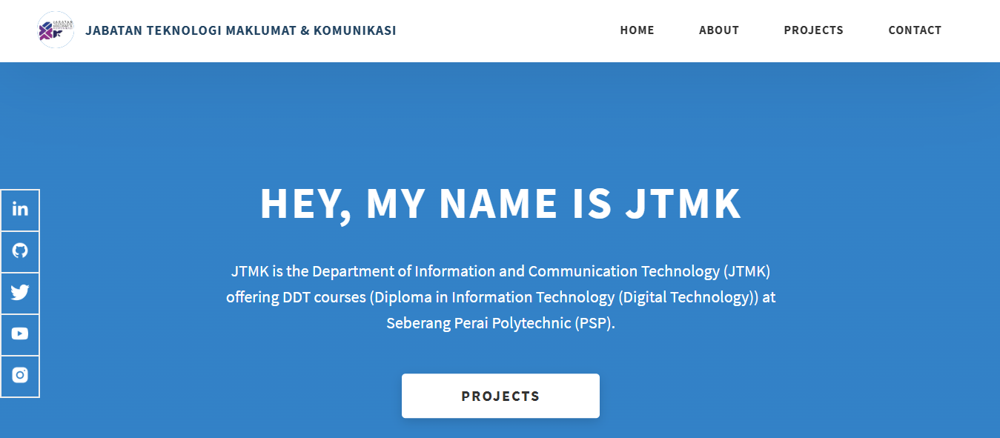 JABATAN
JABATAN TEKNOLOGI MAKLUMAT & KOMUNIKASI
HOME
ABOUT
PROJECTS
CONTACT
HEY, MY NAME IS JTMK
JTMK is the Department of Information and Communication Technology (JTMK)
offering DDT courses (Diploma in Information Technology (Digital Technology)) at
Seberang Perai Polytechnic (PSP).
PROJECTS